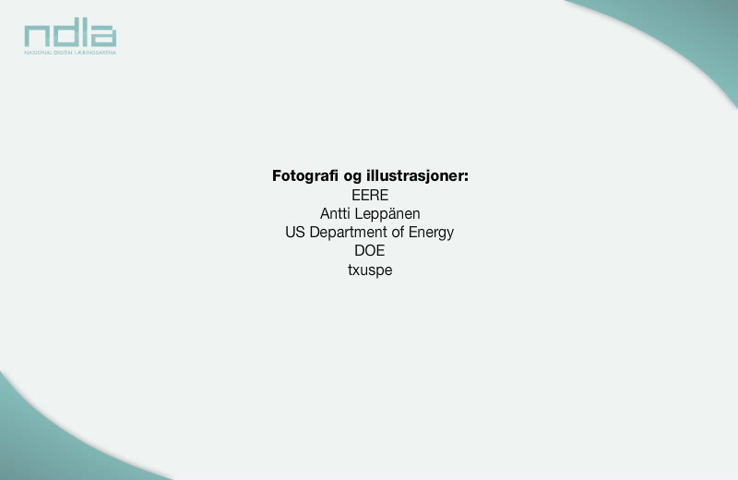 ndla
NASJONAL DIGITAL LÆRINGSARENA
Fotografi og illustrasjoner:
EERE
Antti Leppänen
US Department of Energy
DOE
txuspe